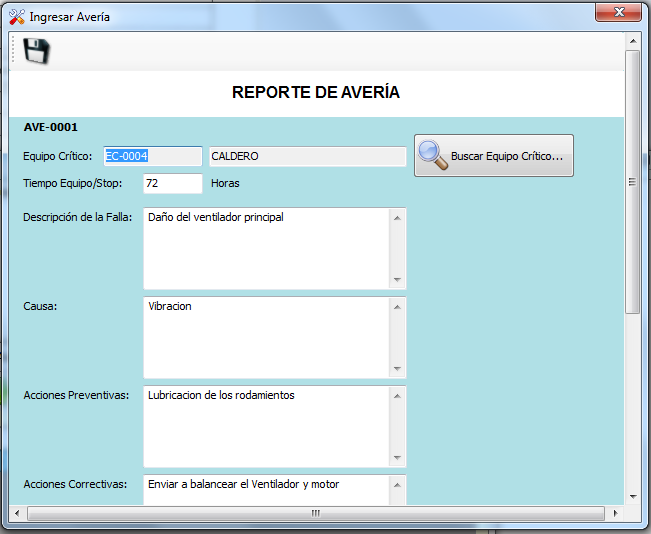 Ingresar Avería
REPORTE DE AVERÍA
AVE-0001
Equipo Crítico: EC-0004 CALDERO
Buscar Equipo Crítico...
Tiempo Equipo/Stop: 72 Horas
Descripción de la Falla: Daño del ventilador principal
Causa: Vibracion
Acciones Preventivas: Lubricacion de los rodamientos
Acciones Correctivas: Enviar a balancear el Ventilador y motor